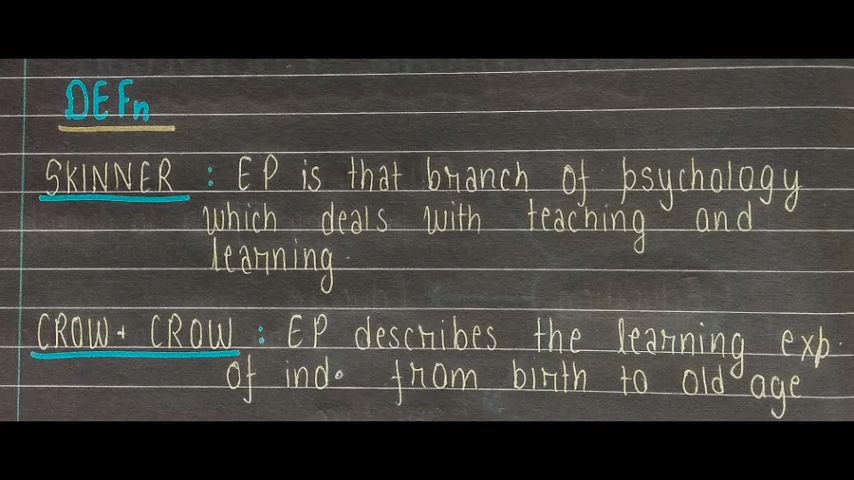 DEFn
SKINNER : EP is that branch of psychology
which deals with teaching and
learning.
CROW + CROW : EP describes the learning exp.
of ind. from birth to old age